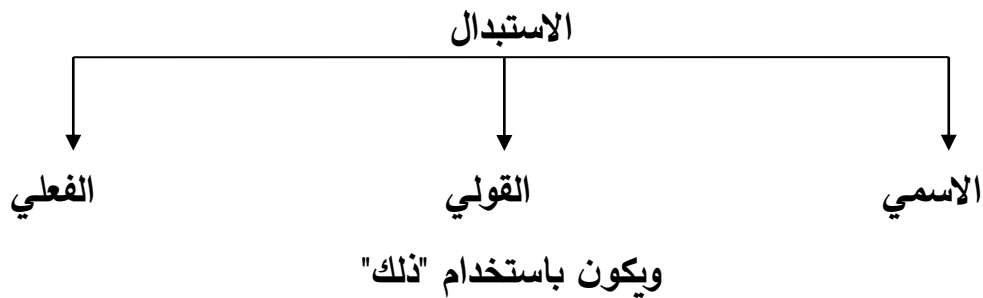 الاستبدال
الاسمي القولي الفعلي
ويكون باستخدام "ذلك"